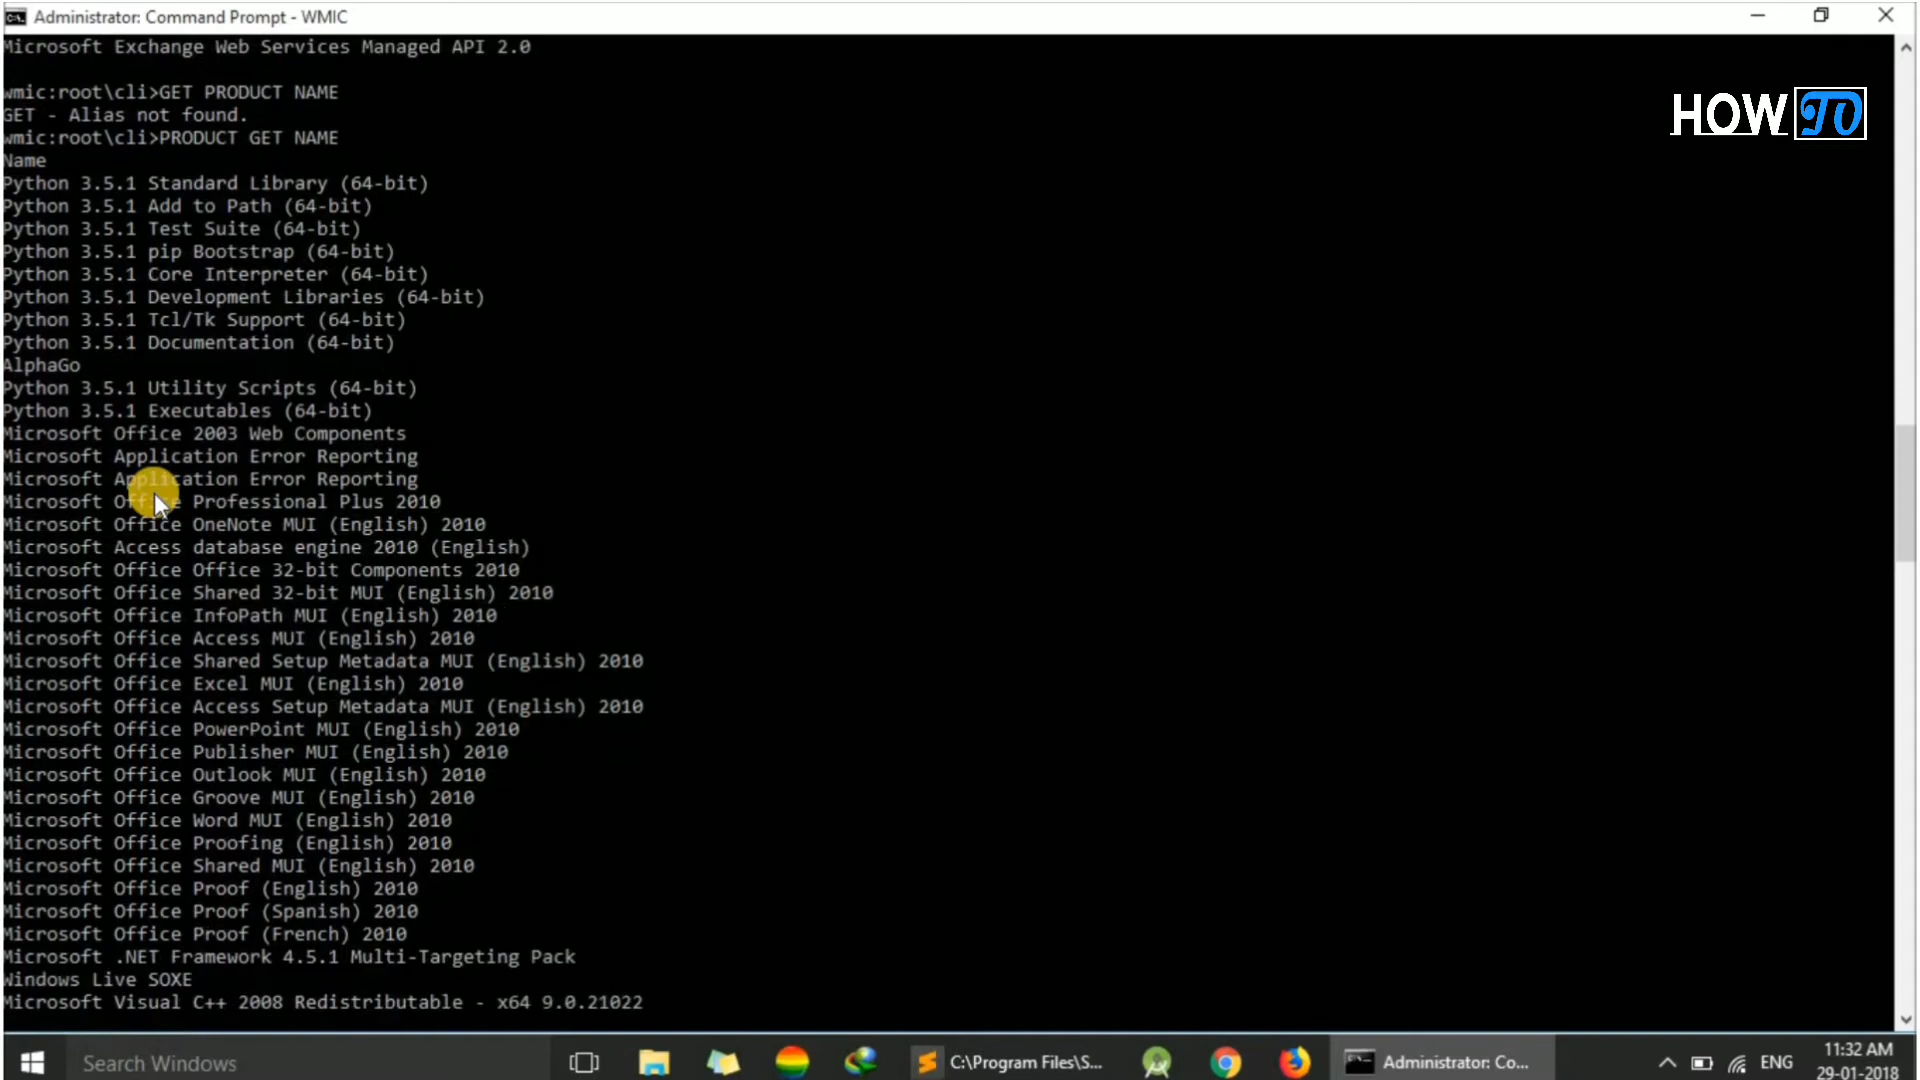 Administrator: Command Prompt - WMIC
Microsoft Exchange Web Services Managed API 2.0
wmic:root\cli>GET PRODUCT NAME
GET - Alias not found.
wmic:root\cli>PRODUCT GET NAME
Name
Python 3.5.1 Standard Library (64-bit)
Python 3.5.1 Add to Path (64-bit)
Python 3.5.1 Test Suite (64-bit)
Python 3.5.1 pip Bootstrap (64-bit)
Python 3.5.1 Core Interpreter (64-bit)
Python 3.5.1 Development Libraries (64-bit)
Python 3.5.1 Tcl/Tk Support (64-bit)
Python 3.5.1 Documentation (64-bit)
AlphaGo
Python 3.5.1 Utility Scripts (64-bit)
Python 3.5.1 Executables (64-bit)
Microsoft Office 2003 Web Components
Microsoft Application Error Reporting
Microsoft Application Error Reporting
Microsoft Office Professional Plus 2010
Microsoft Office OneNote MUI (English) 2010
Microsoft Access database engine 2010 (English)
Microsoft Office Office 32-bit Components 2010
Microsoft Office Shared 32-bit MUI (English) 2010
Microsoft Office InfoPath MUI (English) 2010
Microsoft Office Access MUI (English) 2010
Microsoft Office Shared Setup Metadata MUI (English) 2010
Microsoft Office Excel MUI (English) 2010
Microsoft Office Access Setup Metadata MUI (English) 2010
Microsoft Office PowerPoint MUI (English) 2010
Microsoft Office Publisher MUI (English) 2010
Microsoft Office Outlook MUI (English) 2010
Microsoft Office Groove MUI (English) 2010
Microsoft Office Word MUI (English) 2010
Microsoft Office Proofing (English) 2010
Microsoft Office Shared MUI (English) 2010
Microsoft Office Proof (English) 2010
Microsoft Office Proof (Spanish) 2010
Microsoft Office Proof (French) 2010
Microsoft .NET Framework 4.5.1 Multi-Targeting Pack
Windows Live SOXE
Microsoft Visual C++ 2008 Redistributable - x64 9.0.21022
HOW TO
Search Windows
C:\Program Files\S...
Administrator: Co...
ENG
11:32 AM
29-01-2018